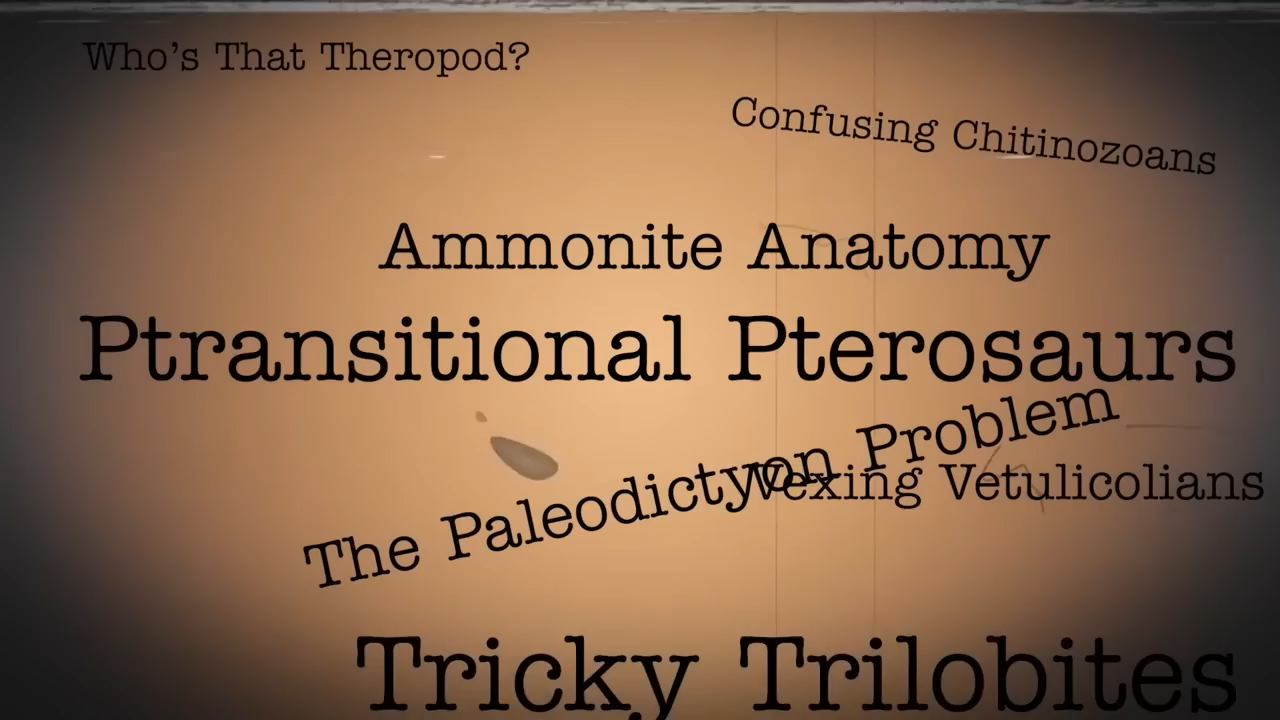 Who's That Theropod?
Confusing Chitinozoans
Ammonite Anatomy
Ptransitional Pterosaurs
The Paleodictyon Problem
Vexing Vetulicolians
Tricky Trilobites